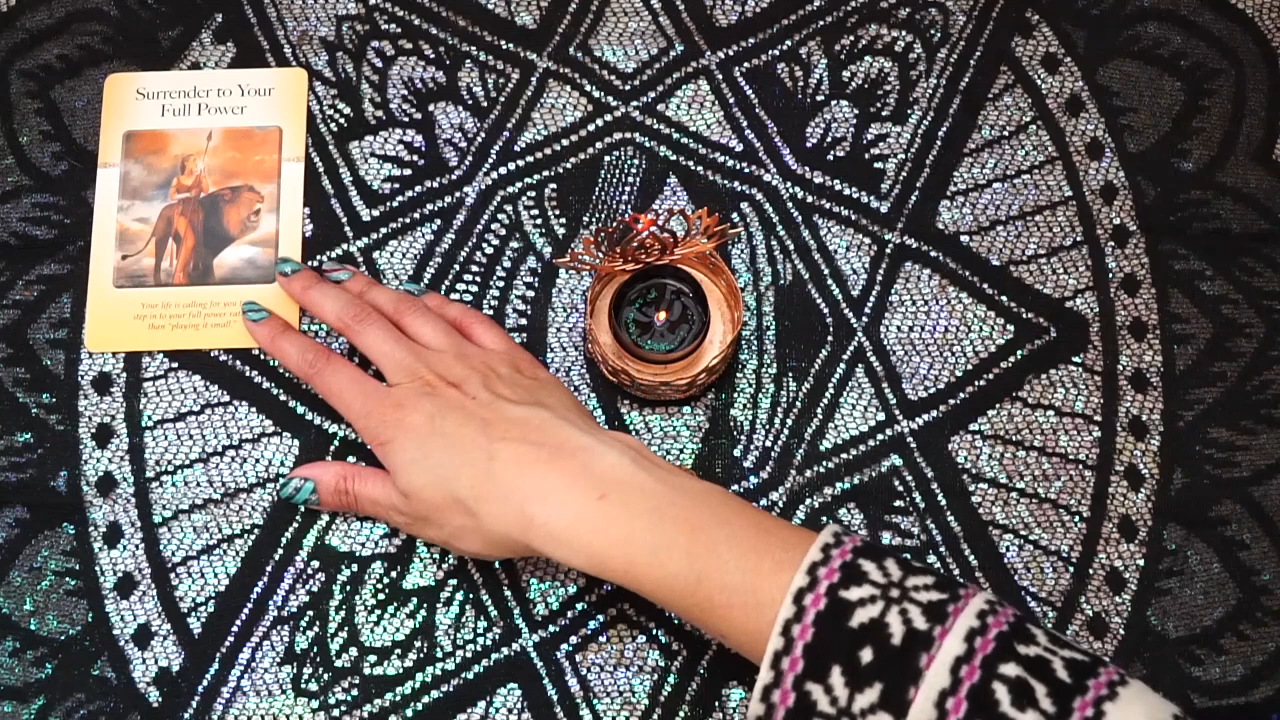 Surrender to Your
Full Power
Your life is calling for you
step in to your full power
than "playing it small."